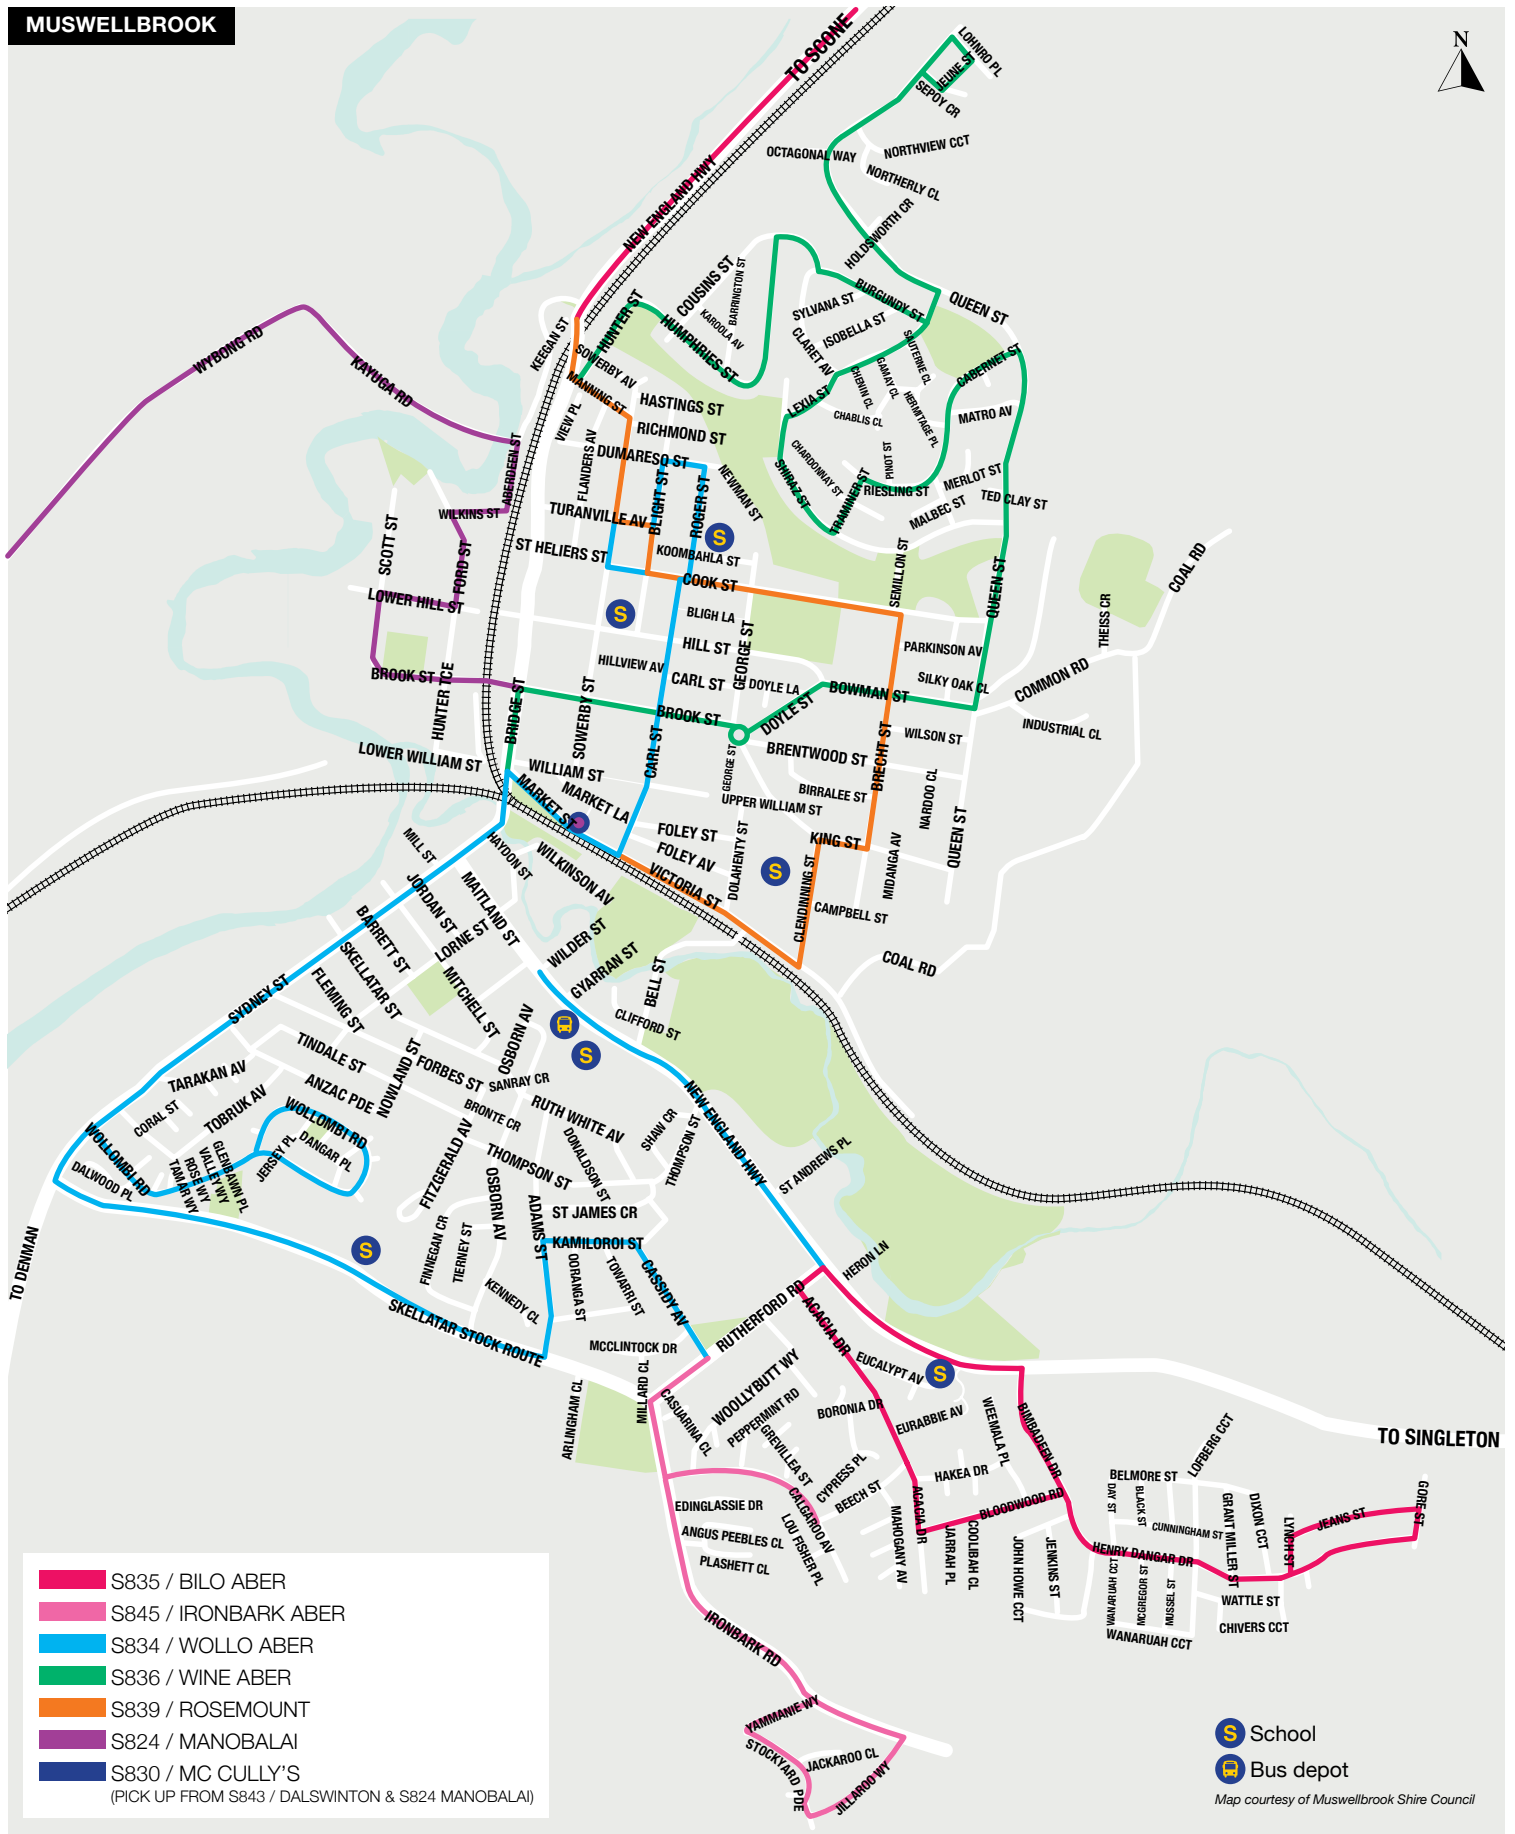 MUSWELLBROOK
N
TO SCONE
LOHNRO PL
JEUNE ST
SEPOY CR
OCTAGONAL WAY
NORTHVIEW CCT
NORTHERLY CL
NEW ENGLAND HWY
HOLDSWORTH CR
COUSINS ST
BARRINGTON ST
KAROOLA AV
HUNTER ST
HUMPHRIES ST
SYLVANA ST
BURGUNDY ST
QUEEN ST
ISOBELLA ST
CLARET AV
SAUTERNE CL
CABERNET ST
KEEGAN ST
SOWERBY AV
MANNING ST
WYBONG RD
KAYUGA RD
GAMAY CL
CHENIN CL
LEXIA ST
HERMITAGE PL
CHABLIS CL
MATRO AV
HASTINGS ST
VIEW PL
RICHMOND ST
FLANDERS AV
DUMARESQ ST
ABERDEEN ST
PINOT ST
CHARDONNAY ST
SHIRAZ ST
TRAMINER ST
RIESLING ST
MERLOT ST
MALBEC ST
TED CLAY ST
NEWMAN ST
BLIGHT ST
ROGER ST
WILKINS ST
TURANVILLE AV
SCOTT ST
FORD ST
ST HELIERS ST
S
KOOMBAHLA ST
SEMILLON ST
COAL RD
COOK ST
QUEEN ST
LOWER HILL ST
S
BLIGH LA
THEISS CR
HILL ST
GEORGE ST
PARKINSON AV
HILLVIEW AV
CARL ST
DOYLE LA
SILKY OAK CL
COMMON RD
BROOK ST
HUNTER TCE
BOWMAN ST
BRIDGE ST
SOWERBY ST
BROOK ST
DOYLE ST
INDUSTRIAL CL
CARL ST
WILSON ST
BRENTWOOD ST
BRECHT ST
GEORGE ST
LOWER WILLIAM ST
WILLIAM ST
MARKET LA
MARKET ST
BIRRALEE ST
NARDOO CL
UPPER WILLIAM ST
FOLEY ST
KING ST
QUEEN ST
MILL ST
HAYDON ST
WILKINSON AV
FOLEY AV
VICTORIA ST
DOLAHENTY ST
S
MIDANGA AV
CLENDINNING ST
CAMPBELL ST
JORDAN ST
MAITLAND ST
BARRETT ST
LORNE ST
WILDER ST
GYARRAN ST
COAL RD
SKELLATAR ST
MITCHELL ST
BELL ST
SYDNEY ST
FLEMING ST
CLIFFORD ST
OSBORN AV
S
TINDALE ST
NOWLAND ST
FORBES ST
SANRAY CR
TARAKAN AV
ANZAC PDE
BRONTE CR
RUTH WHITE AV
NEW ENGLAND HWY
CORAL ST
TOBRUK AV
WOLLOMBI RD
DANGAR PL
JERSEY PL
FITZGERALD AV
SHAW CR
THOMPSON ST
DONALDSON ST
ST ANDREWS PL
WOLLOMBI RD
GLENBAWN PL
VALLEY WY
ROSE WY
TAMAR WY
DALWOOD PL
THOMPSON ST
OSBORN AV
ADAMS ST
ST JAMES CR
FINNEGAN CR
TIERNEY ST
KAMILOROI ST
S
OORANGA ST
TOWARRI ST
CASSIDY AV
TO DENMAN
KENNEDY CL
HERON LN
RUTHERFORD RD
ACACIA DR
SKELLATAR STOCK ROUTE
MCCLINTOCK DR
EUCALYPT AV
S
WOOLLYBUTT WY
MILLARD CL
ARLINGHAM CL
CASUARINA CL
PEPPERMINT RD
GREVILLEA ST
BORONIA DR
EURABBIE AV
WEEMALA PL
BIMBADEEN DR
TO SINGLETON
LOFBERG CCT
CYPRESS PL
HAKEA DR
BELMORE ST
BEECH ST
CALGAROO AV
EDINGLASSIE DR
LOU FISHER PL
ACACIA DR
BLOODWOOD RD
DAY ST
BLACK ST
GRANT MILLER ST
DIXON CCT
GORE ST
JEANS ST
ANGUS PEEBLES CL
MAHOGANY AV
JARRAH PL
COOLIBAH CL
CUNNINGHAM ST
LYNCH ST
PLASHETT CL
JOHN HOWE CCT
JENKINS ST
HENRY DANGAR DR
WANARUAH CCT
MCGREGOR ST
MUSSEL ST
WATTLE ST
CHIVERS CCT
WANARUAH CCT
IRONBARK RD
YAMMANIE WY
STOCKYARD PDE
JACKAROO CL
JILLAROO WY
S835 / BILO ABER
S845 / IRONBARK ABER
S834 / WOLLO ABER
S836 / WINE ABER
S839 / ROSEMOUNT
S824 / MANOBALAI
S830 / MC CULLY’S
(PICK UP FROM S843 / DALSWINTON & S824 MANOBALAI)
S School
Bus depot
Map courtesy of Muswellbrook Shire Council